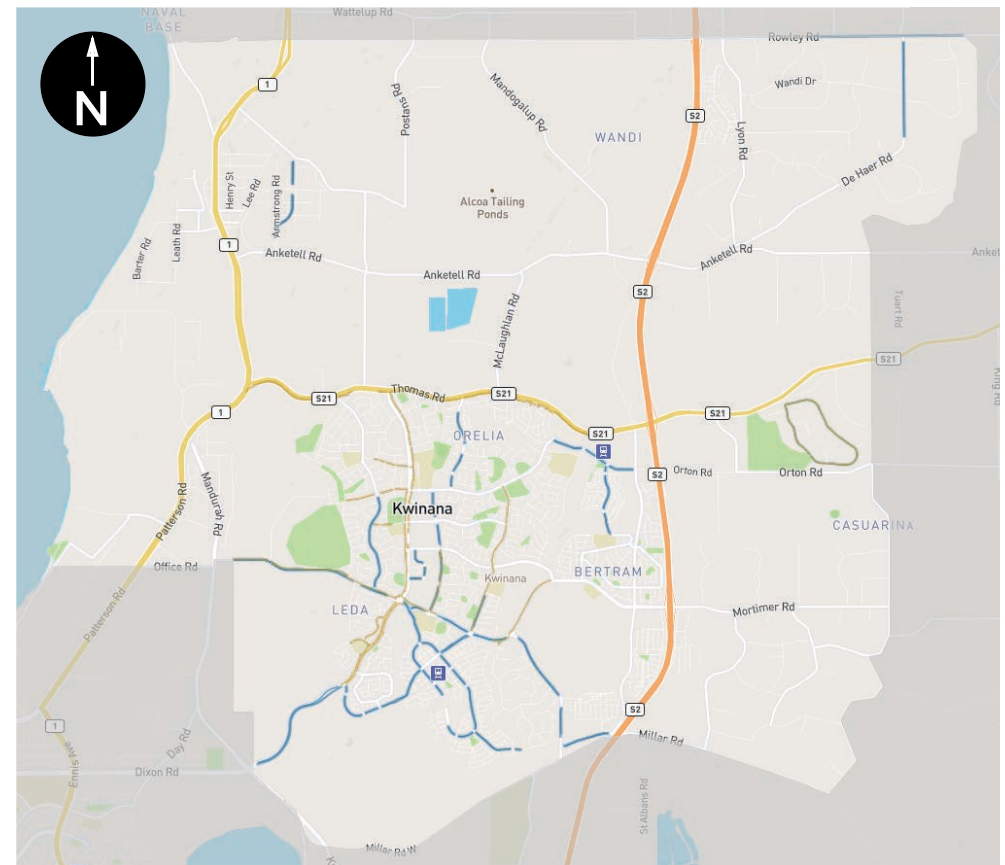 NAVAL
BASE
Wattelup Rd
N
1
Rowley Rd
Postans Rd
Mandogalup Rd
Wandi Dr
S2
WANDI
Lyon Rd
De Haer Rd
Henry St
Lee Rd
Armstrong Rd
Alcoa Tailing
Ponds
Barter Rd
Leath Rd
1
Anketell Rd
Anketell Rd
Anketell Rd
Anket
S2
Tuart Rd
McLaughlan Rd
S21
King Rd
Thomas Rd
S21
S21
S21
S21
1
ORELIA
Orton Rd
Orton Rd
S2
Mandurah Rd
Patterson Rd
Kwinana
CASUARINA
Office Rd
Kwinana
BERTRAM
LEDA
Mortimer Rd
Patterson Rd
S2
1
Day Rd
Millar Rd
Ennis Ave
Dixon Rd
St Albans Rd
Millar Rd W